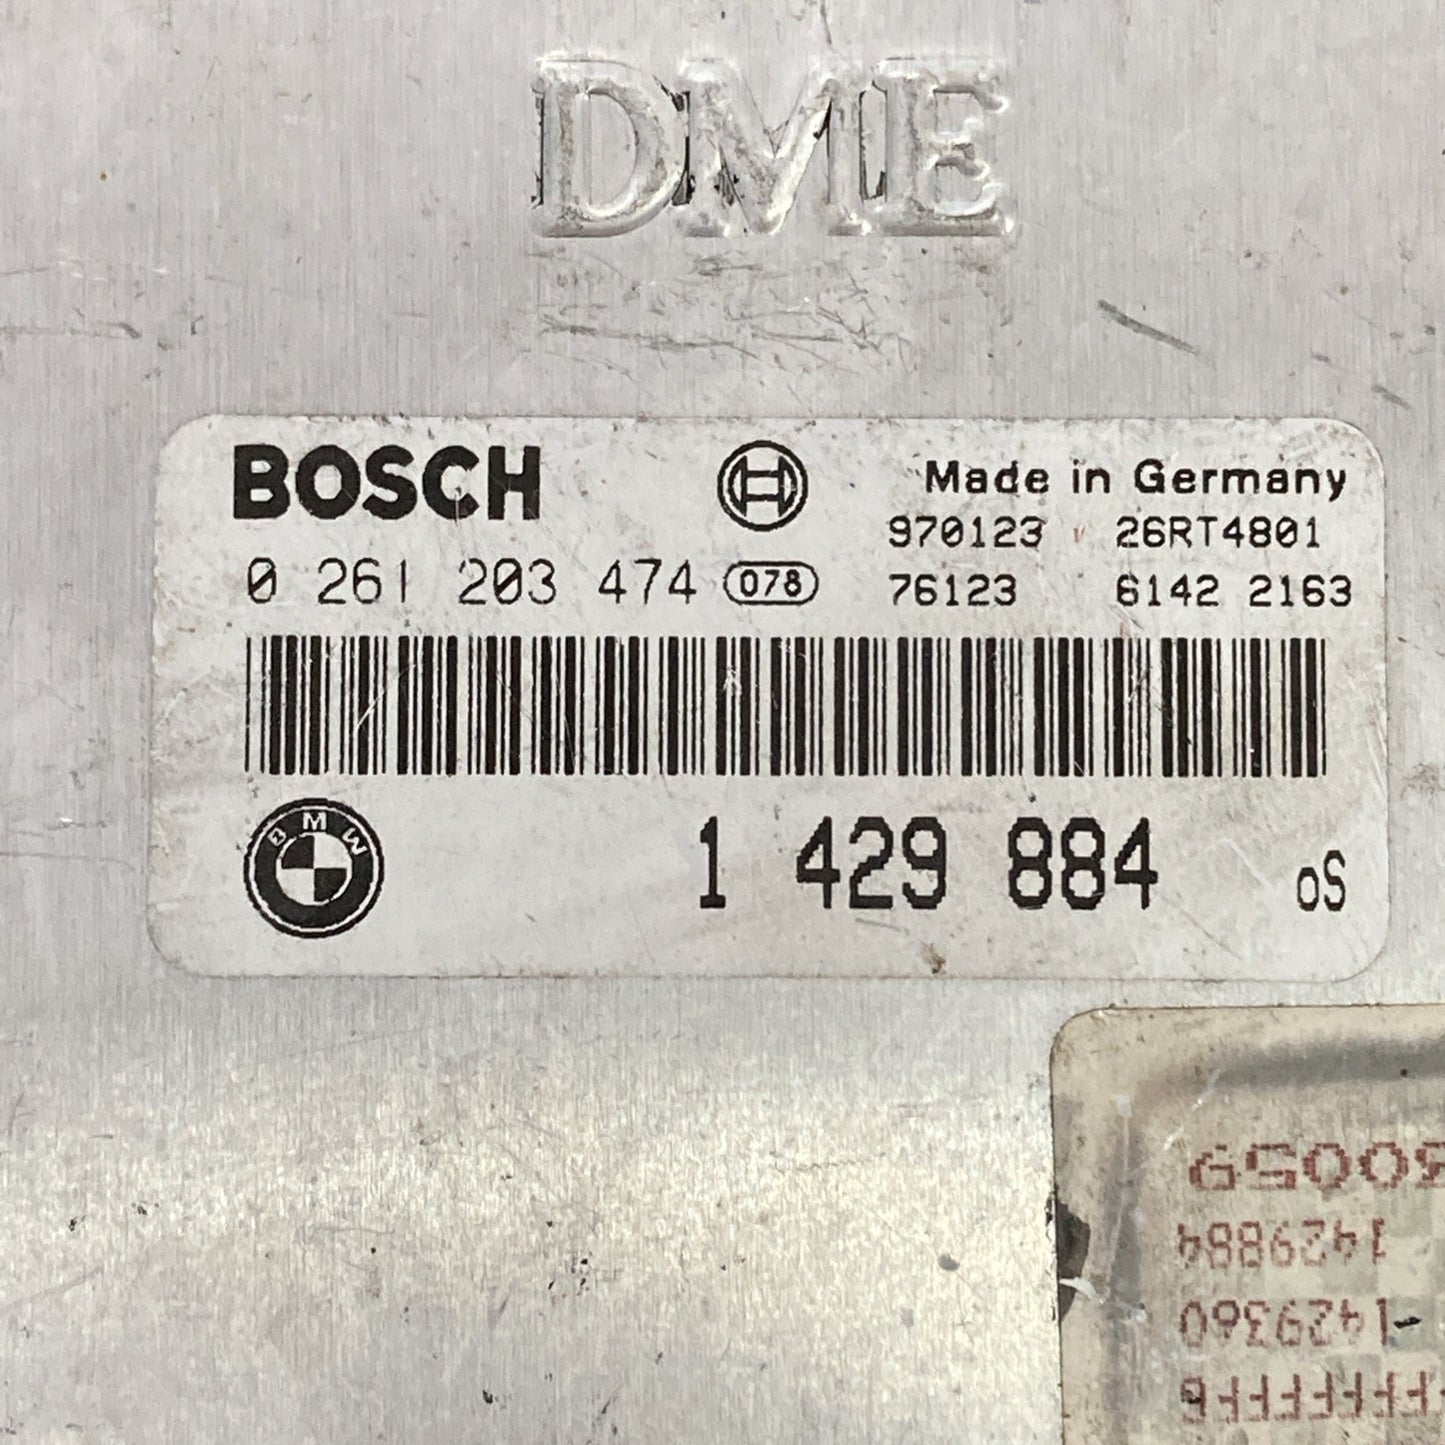 DME
BOSCH
Made in Germany
970123 26RT4801
0 261 203 474 078
76123 6142 2163
BMW
1 429 884 oS
1429884
1429360